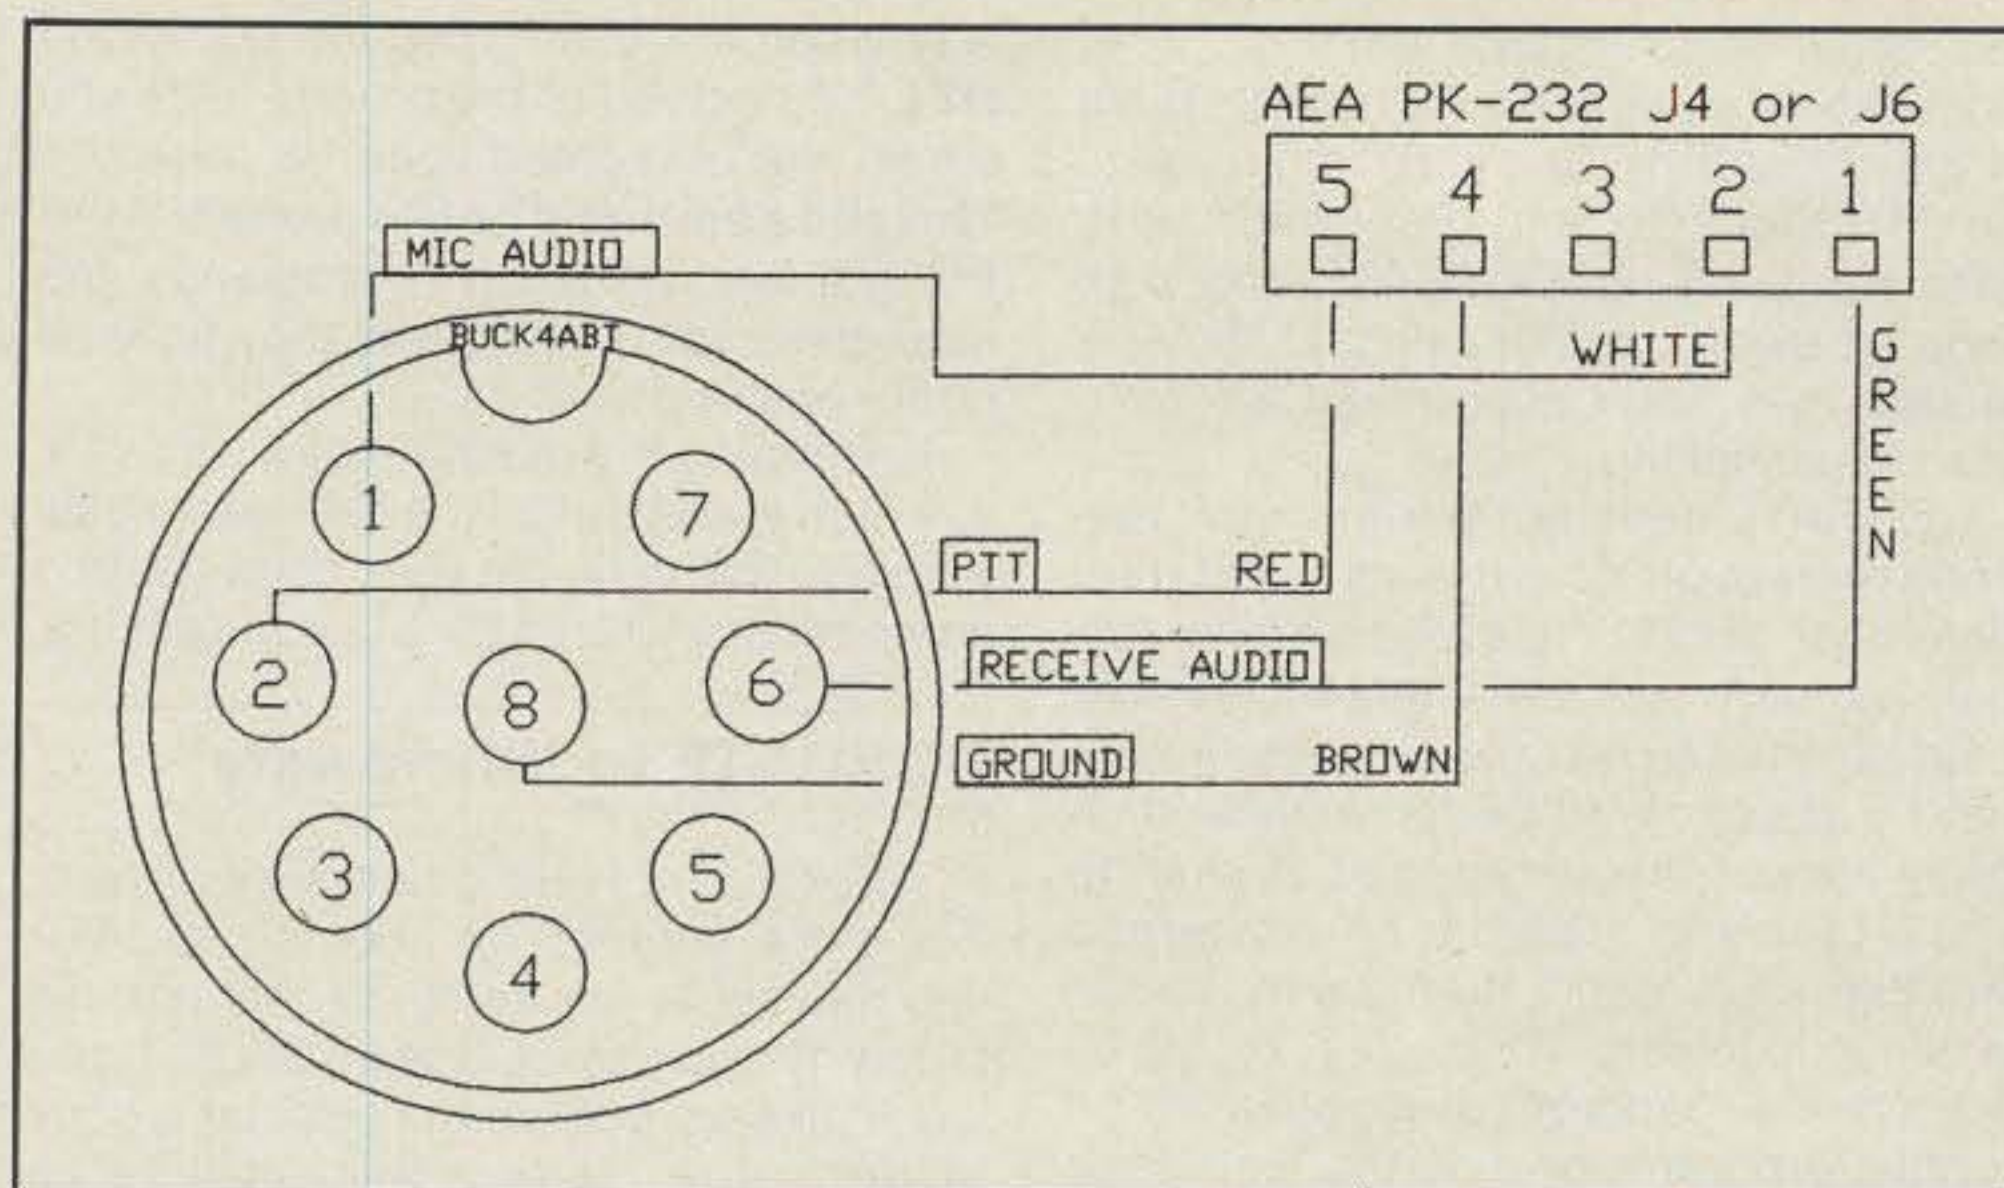 AEA PK-232 J4 or J6
5 4 3 2 1
MIC AUDIO
BUCK4ABT
WHITE
GREEN
1 7
PTT RED
2 8 6
RECEIVE AUDIO
GROUND BROWN
3 5
4